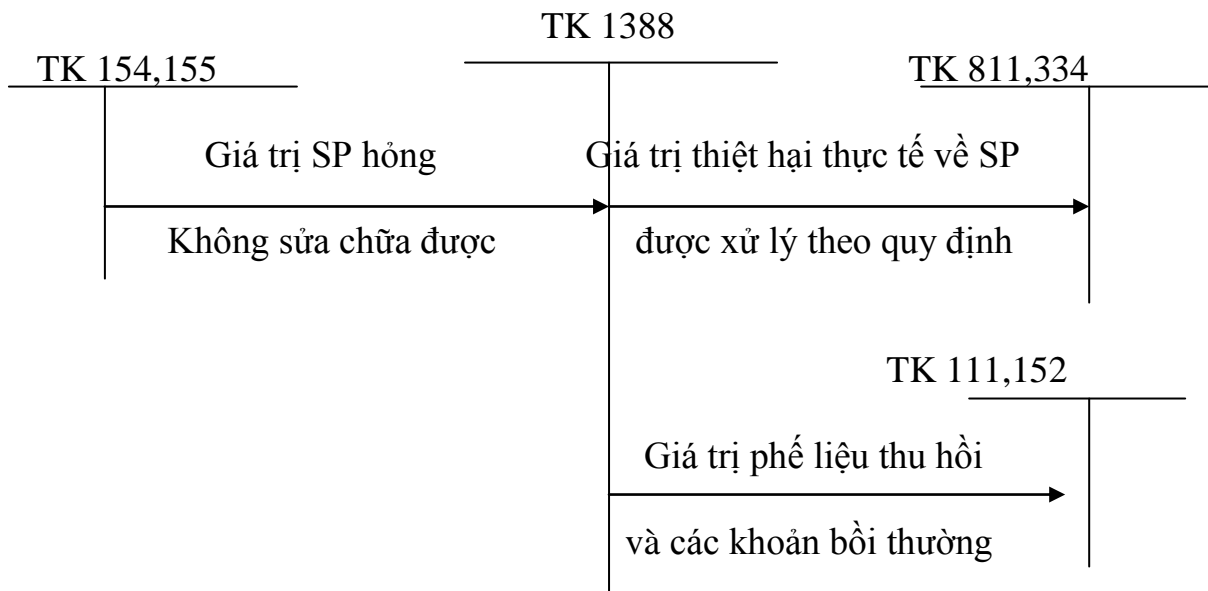 TK 1388
TK 154,155
TK 811,334
Giá trị SP hỏng
Giá trị thiệt hại thực tế về SP
Không sửa chữa được
được xử lý theo quy định
TK 111,152
Giá trị phế liệu thu hồi
và các khoản bồi thường